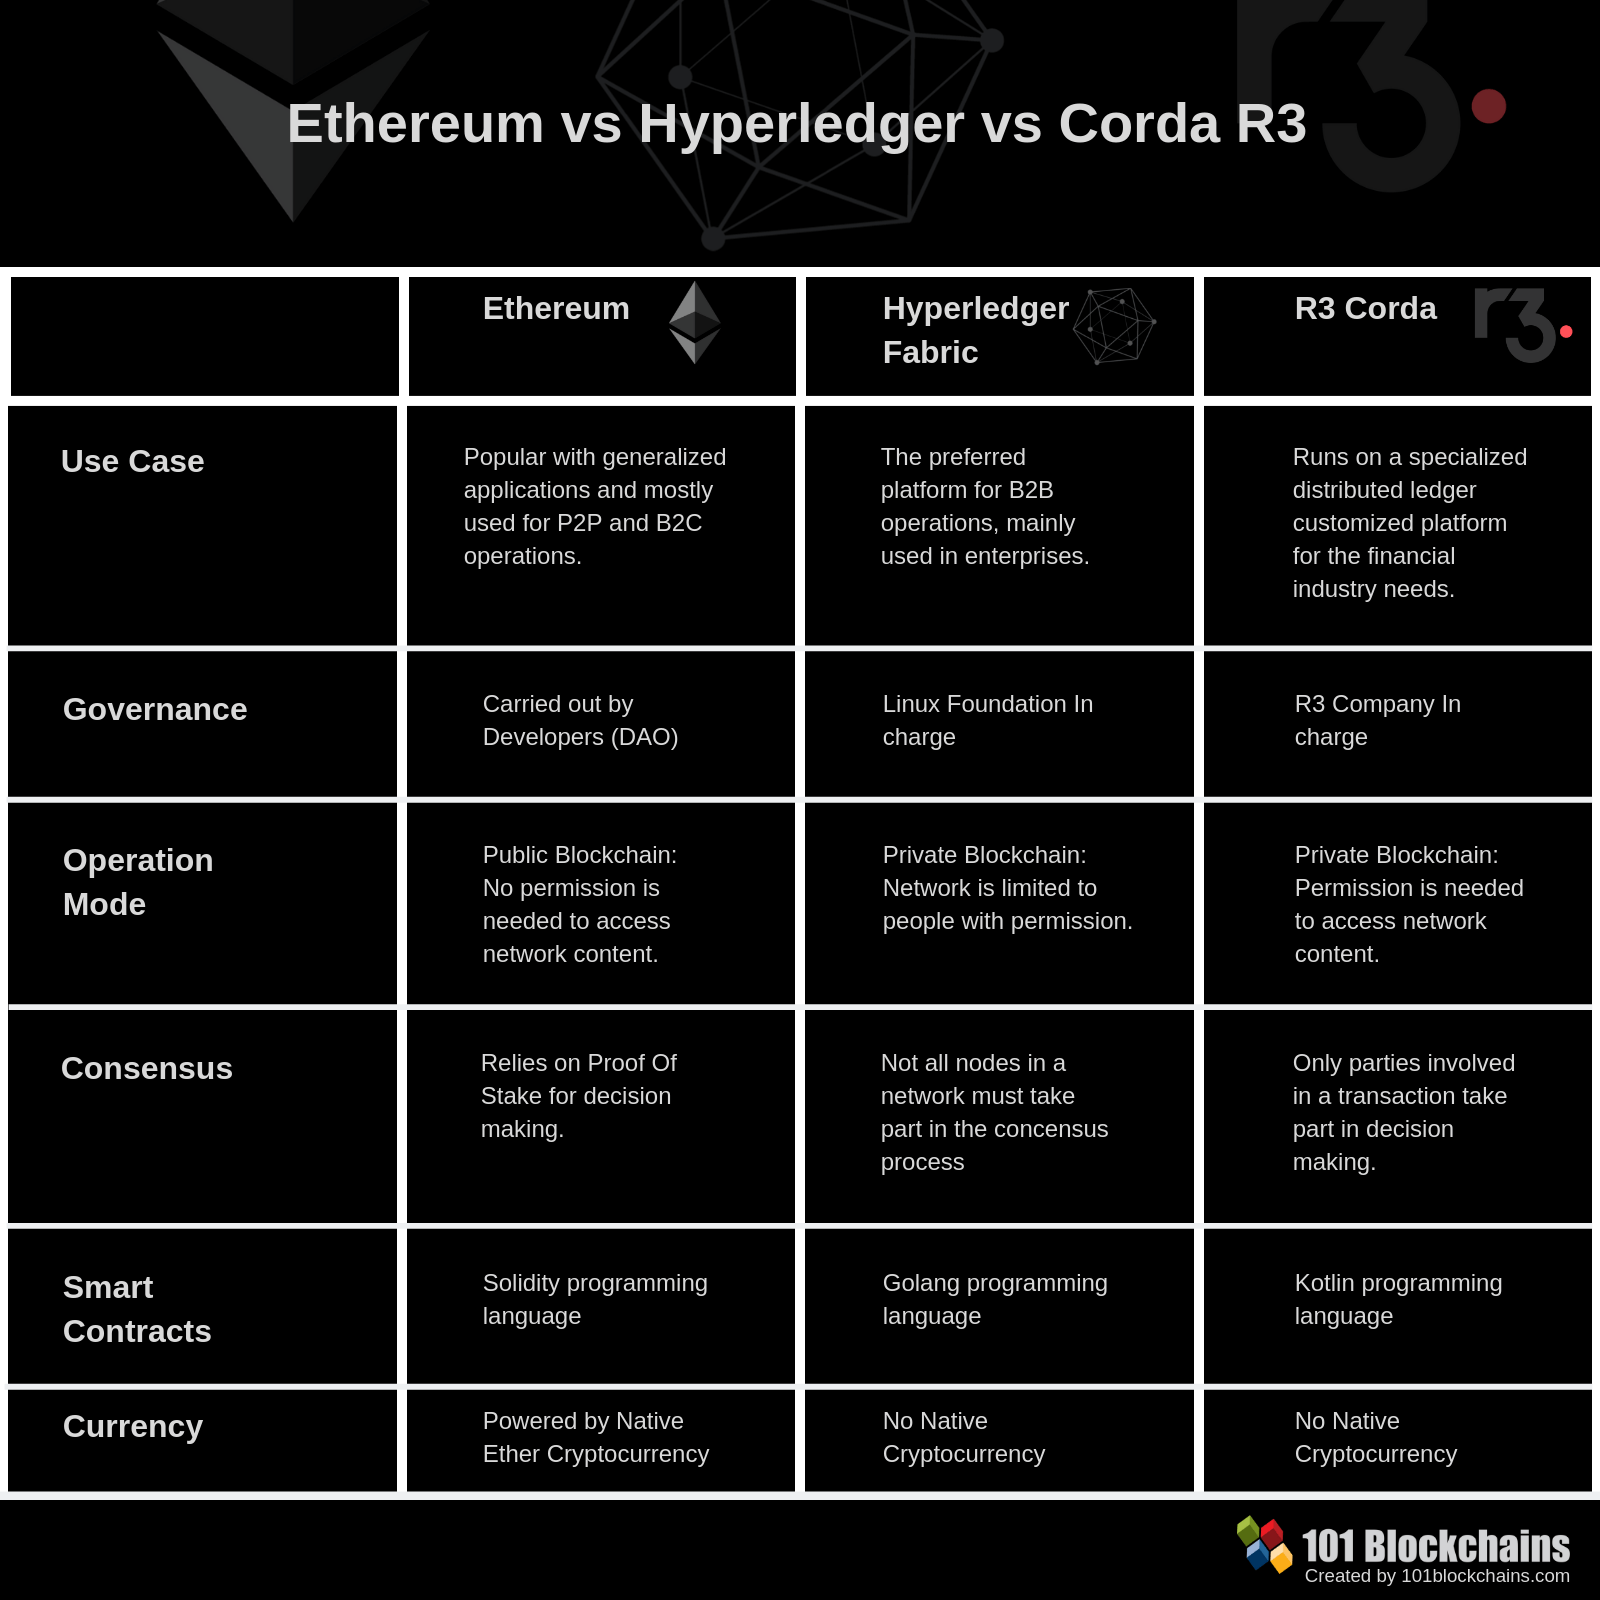 Ethereum vs Hyperledger vs Corda R3
r3.
Ethereum
Hyperledger
Fabric
R3 Corda
r3.
Use Case
Popular with generalized
applications and mostly
used for P2P and B2C
operations.
The preferred
platform for B2B
operations, mainly
used in enterprises.
Runs on a specialized
distributed ledger
customized platform
for the financial
industry needs.
Governance
Carried out by
Developers (DAO)
Linux Foundation In
charge
R3 Company In
charge
Operation
Mode
Public Blockchain:
No permission is
needed to access
network content.
Private Blockchain:
Network is limited to
people with permission.
Private Blockchain:
Permission is needed
to access network
content.
Consensus
Relies on Proof Of
Stake for decision
making.
Not all nodes in a
network must take
part in the concensus
process
Only parties involved
in a transaction take
part in decision
making.
Smart
Contracts
Solidity programming
language
Golang programming
language
Kotlin programming
language
Currency
Powered by Native
Ether Cryptocurrency
No Native
Cryptocurrency
No Native
Cryptocurrency
101 Blockchains
Created by 101blockchains.com